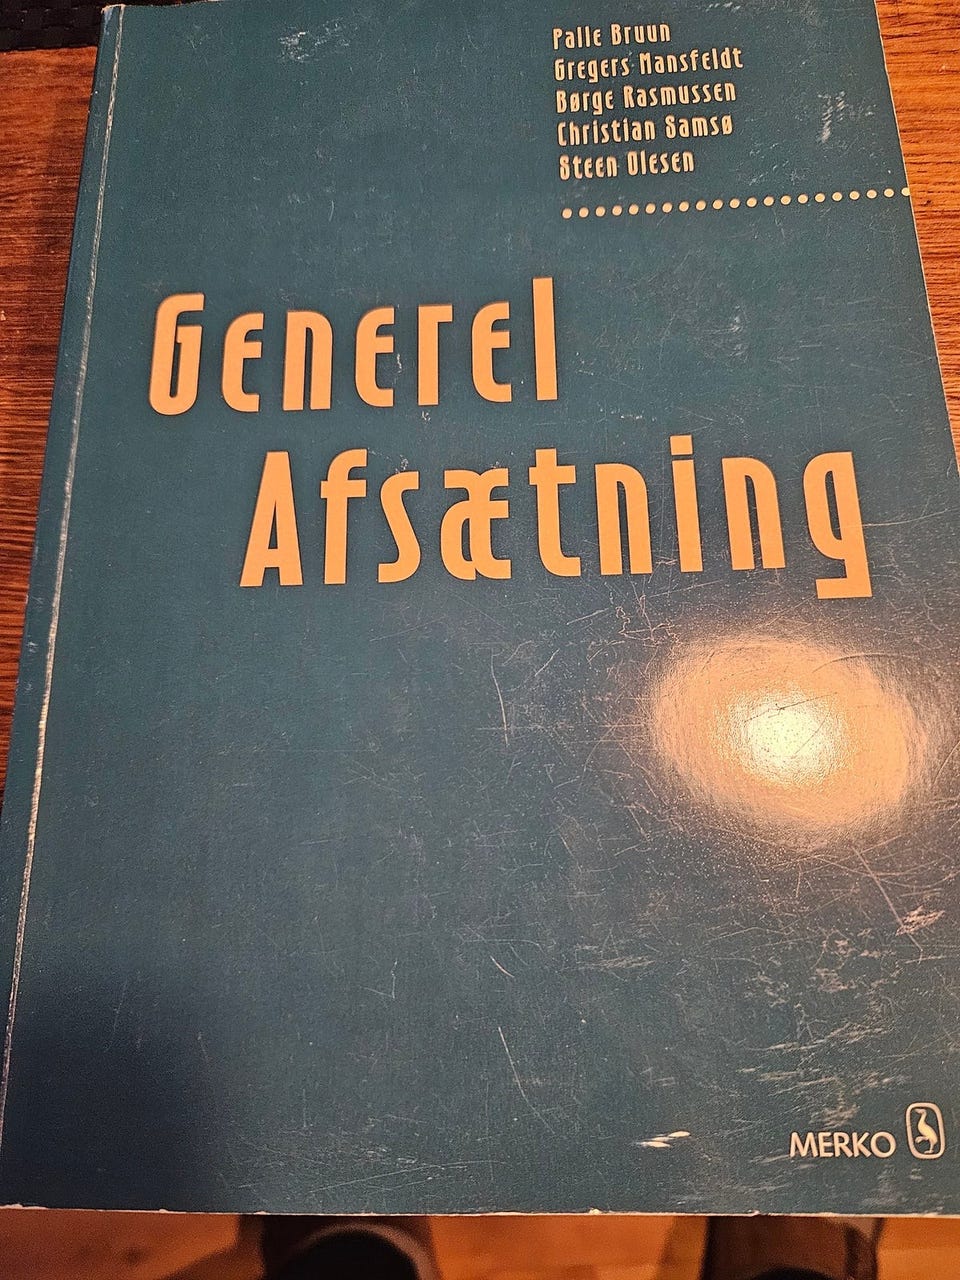 Palle Bruun
Gregers Mansfeldt
Børge Rasmussen
Christian Samsø
Steen Olesen
Generel
Afsætning
MERKO